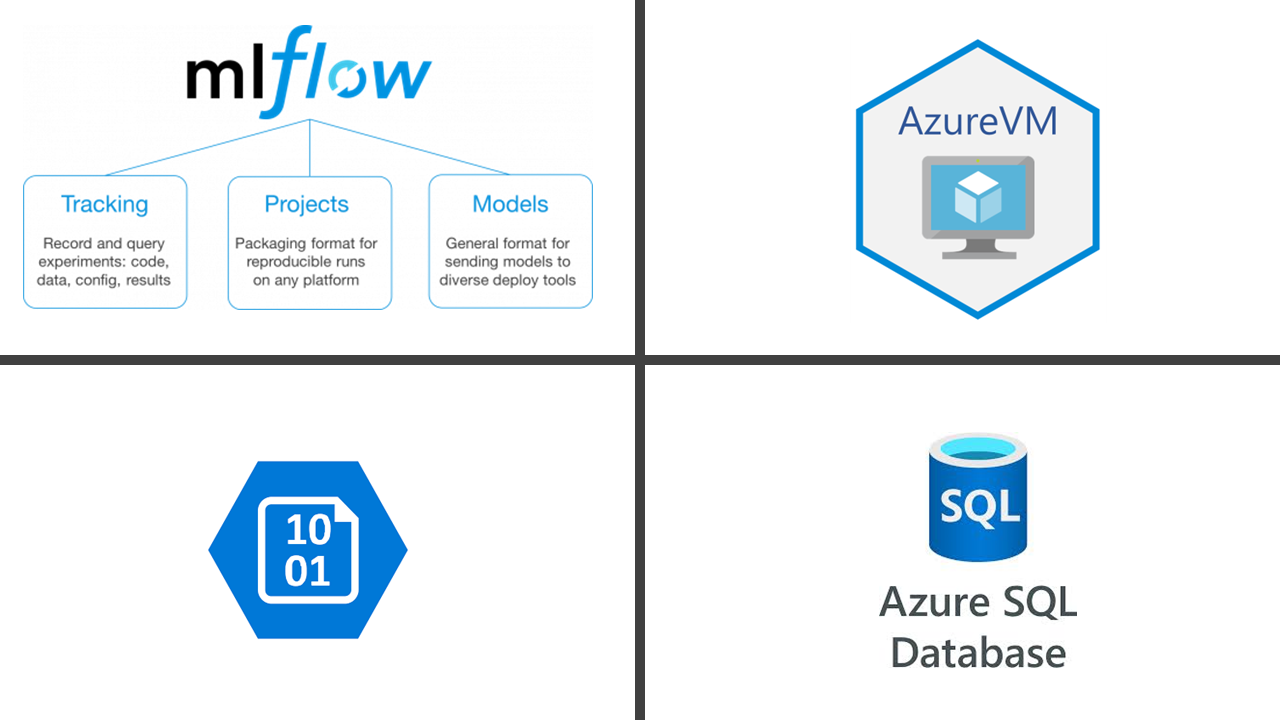 mlflow
Tracking
Record and query
experiments: code,
data, config, results
Projects
Packaging format for
reproducible runs
on any platform
Models
General format for
sending models to
diverse deploy tools
AzureVM
10
01
SQL
Azure SQL
Database